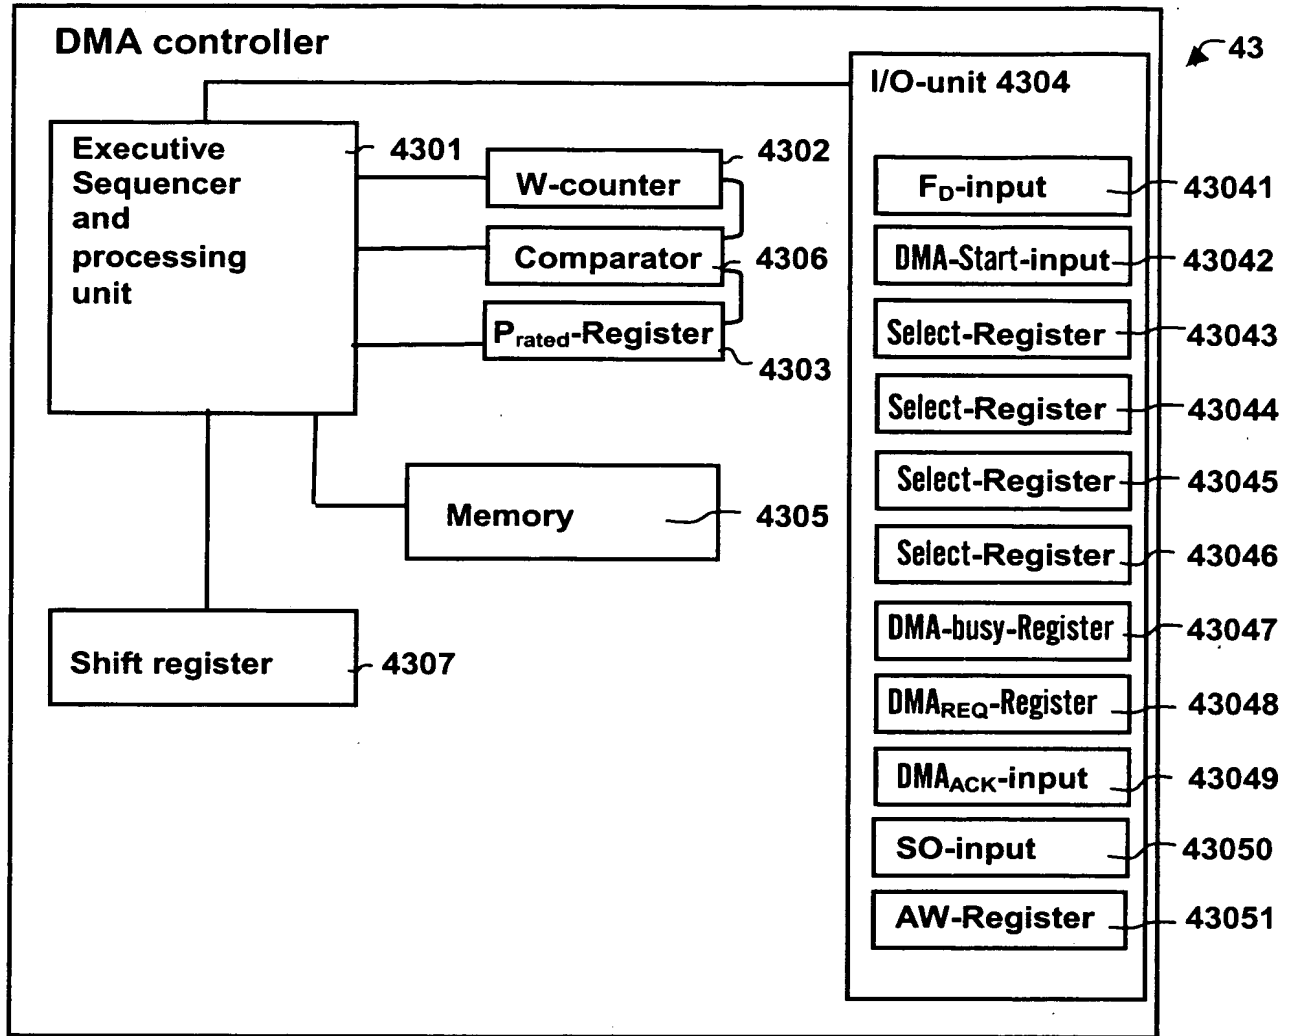 DMA controller
43
I/O-unit 4304
Executive
Sequencer
and
processing
unit
4301
W-counter
4302
Comparator
4306
Prated-Register
4303
Memory
4305
Shift register
4307
FD-input
43041
DMA-Start-input
43042
Select-Register
43043
Select-Register
43044
Select-Register
43045
Select-Register
43046
DMA-busy-Register
43047
DMAREQ-Register
43048
DMAACK-input
43049
SO-input
43050
AW-Register
43051